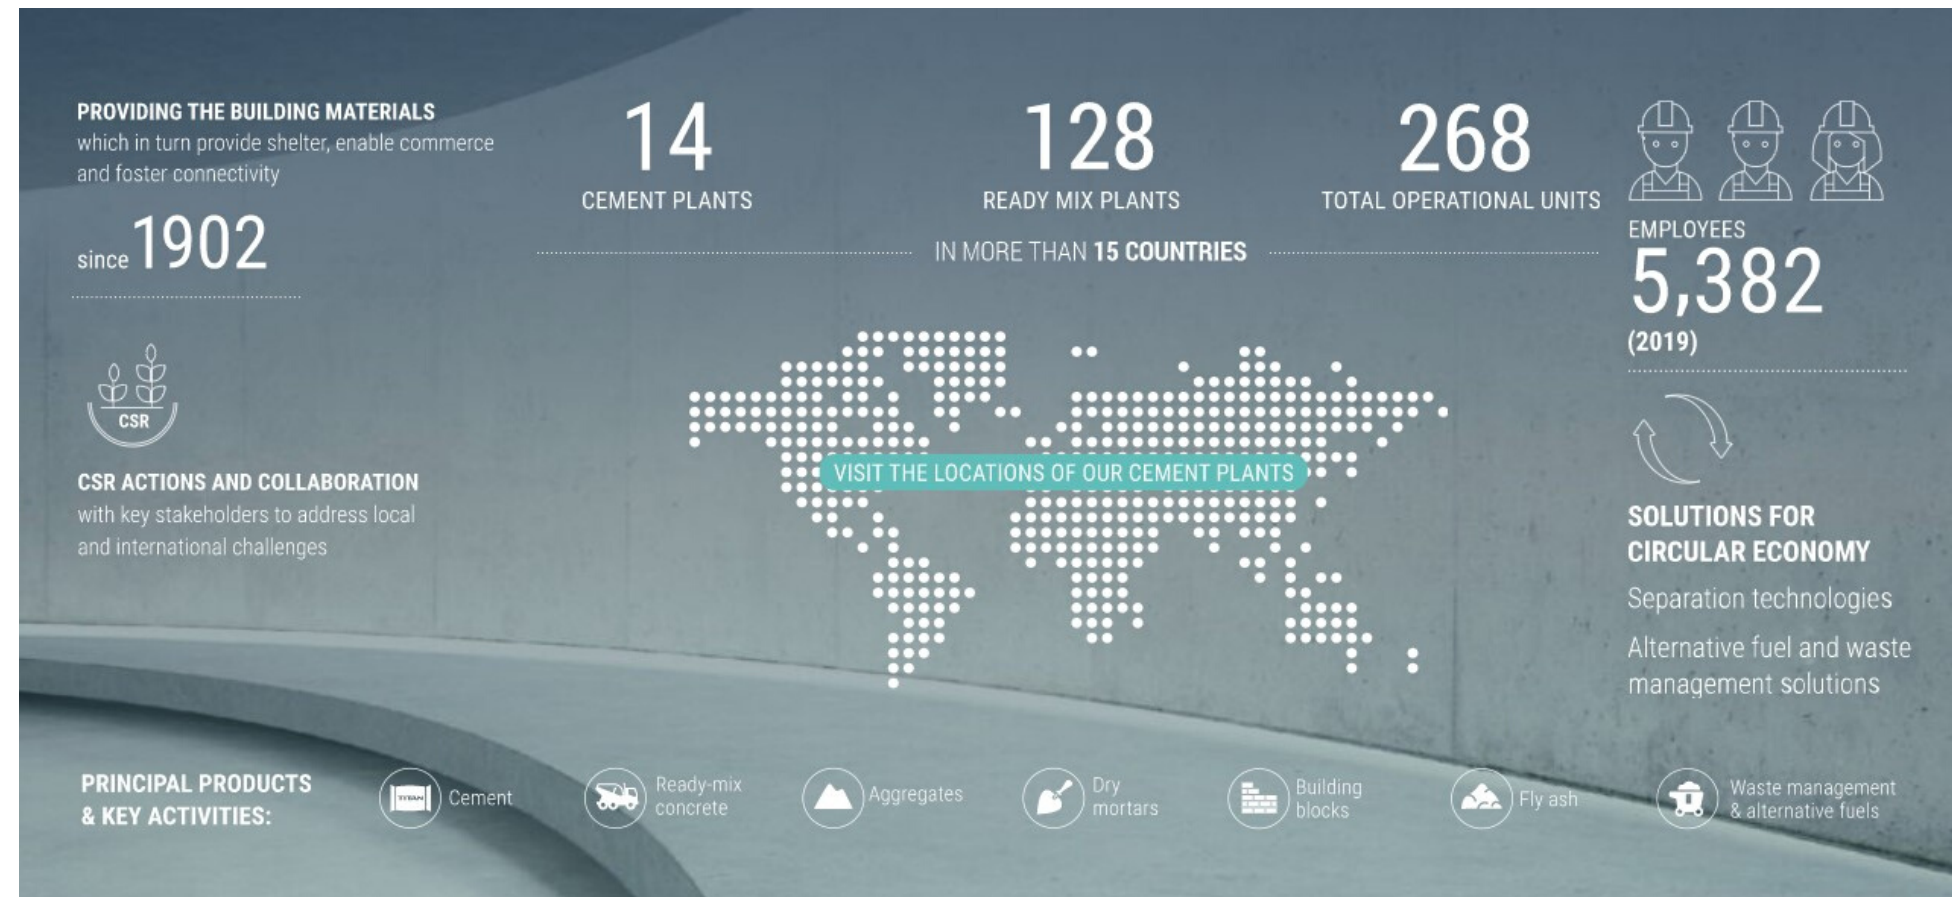 PROVIDING THE BUILDING MATERIALS
which in turn provide shelter, enable commerce
and foster connectivity
since 1902
14
CEMENT PLANTS
128
READY MIX PLANTS
268
TOTAL OPERATIONAL UNITS
IN MORE THAN 15 COUNTRIES
EMPLOYEES
5,382
(2019)
CSR
CSR ACTIONS AND COLLABORATION
with key stakeholders to address local
and international challenges
VISIT THE LOCATIONS OF OUR CEMENT PLANTS
SOLUTIONS FOR
CIRCULAR ECONOMY
Separation technologies
Alternative fuel and waste
management solutions
PRINCIPAL PRODUCTS
& KEY ACTIVITIES:
TITAN
Cement
Ready-mix
concrete
Aggregates
Dry
mortars
Building
blocks
Fly ash
Waste management
& alternative fuels